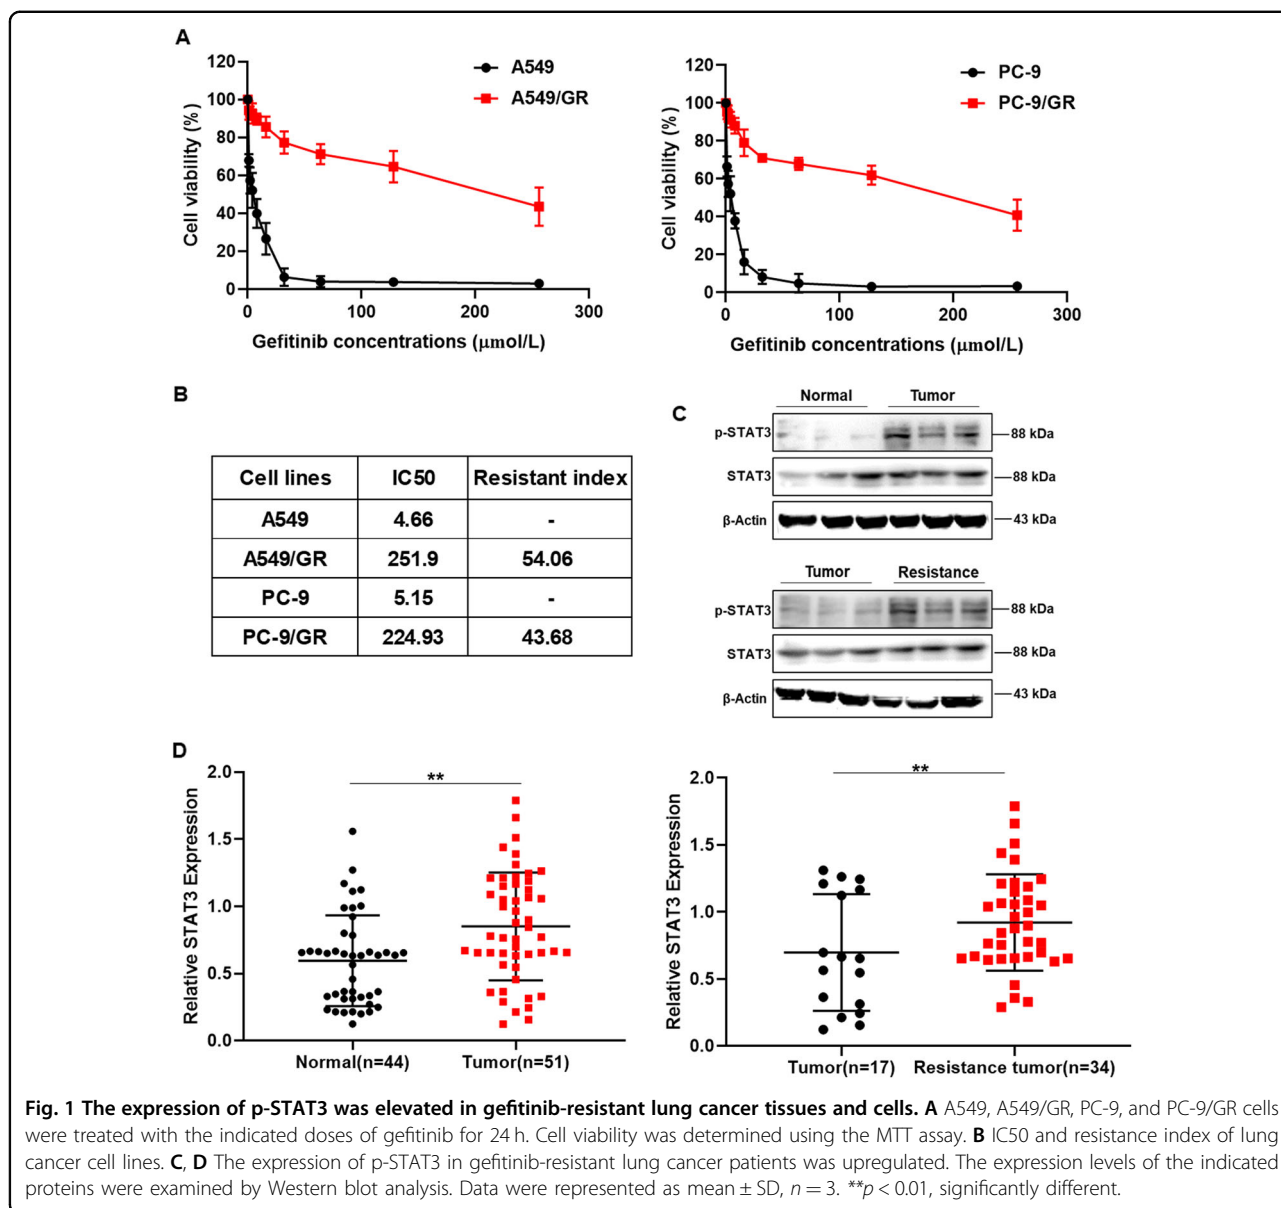 A
120
100
80
60
40
20
0
0
100
200
300
Cell viability (%)
Gefitinib concentrations (μmol/L)
A549
A549/GR
120
100
80
60
40
20
0
0
100
200
300
Cell viability (%)
Gefitinib concentrations (μmol/L)
PC-9
PC-9/GR
B
Cell lines IC50 Resistant index
A549 4.66 -
A549/GR 251.9 54.06
PC-9 5.15 -
PC-9/GR 224.93 43.68
C
Normal Tumor
p-STAT3 88 kDa
STAT3 88 kDa
β-Actin 43 kDa
Tumor Resistance
p-STAT3 88 kDa
STAT3 88 kDa
β-Actin 43 kDa
D
2.0
1.5
1.0
0.5
0.0
Relative STAT3 Expression
**
Normal(n=44) Tumor(n=51)
2.0
1.5
1.0
0.5
0.0
Relative STAT3 Expression
**
Tumor(n=17) Resistance tumor(n=34)
Fig. 1 The expression of p-STAT3 was elevated in gefitinib-resistant lung cancer tissues and cells. A A549, A549/GR, PC-9, and PC-9/GR cells
were treated with the indicated doses of gefitinib for 24 h. Cell viability was determined using the MTT assay. B IC50 and resistance index of lung
cancer cell lines. C, D The expression of p-STAT3 in gefitinib-resistant lung cancer patients was upregulated. The expression levels of the indicated
proteins were examined by Western blot analysis. Data were represented as mean ± SD, n = 3. **p < 0.01, significantly different.